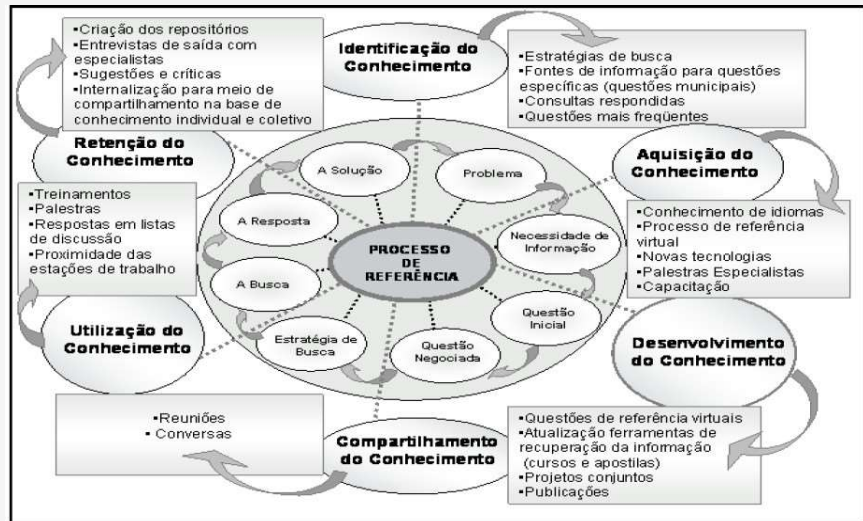 ▪Criação dos repositórios
▪Entrevistas de saída com
especialistas
▪Sugestões e críticas
▪Internalização para meio de
compartilhamento na base de
conhecimento individual e coletivo
Identificação do
Conhecimento
▪Estratégias de busca
▪Fontes de informação para questões
específicas (questões municipais)
▪Consultas respondidas
▪Questões mais freqüentes
Retenção do
Conhecimento
Aquisição do
Conhecimento
▪Treinamentos
▪Palestras
▪Respostas em listas
de discussão
▪Proximidade das
estações de trabalho
▪Conhecimento de idiomas
▪Processo de referência
virtual
▪Novas tecnologias
▪Palestras Especialistas
▪Capacitação
PROCESSO
DE
REFERÊNCIA
Problema
Necessidade de
Informação
Questão
Inicial
Questão
Negociada
Estratégia de
Busca
A Busca
A Resposta
A Solução
Utilização do
Conhecimento
Desenvolvimento
do Conhecimento
▪ Reuniões
▪ Conversas
Compartilhamento
do Conhecimento
▪Questões de referência virtuais
▪Atualização ferramentas de
recuperação da informação
(cursos e apostilas)
▪Projetos conjuntos
▪Publicações